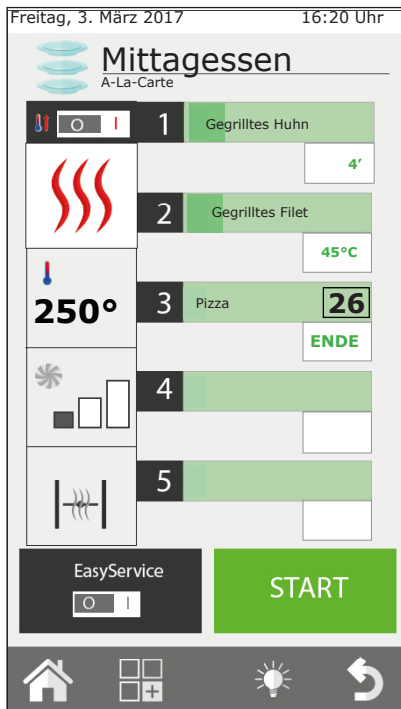 Freitag, 3. März 2017 16:20 Uhr
Mittagessen
A-La-Carte
O I
1 Gegrilltes Huhn
4’
2 Gegrilltes Filet
45°C
250°
3 Pizza 26
ENDE
4
5
EasyService
O I
START